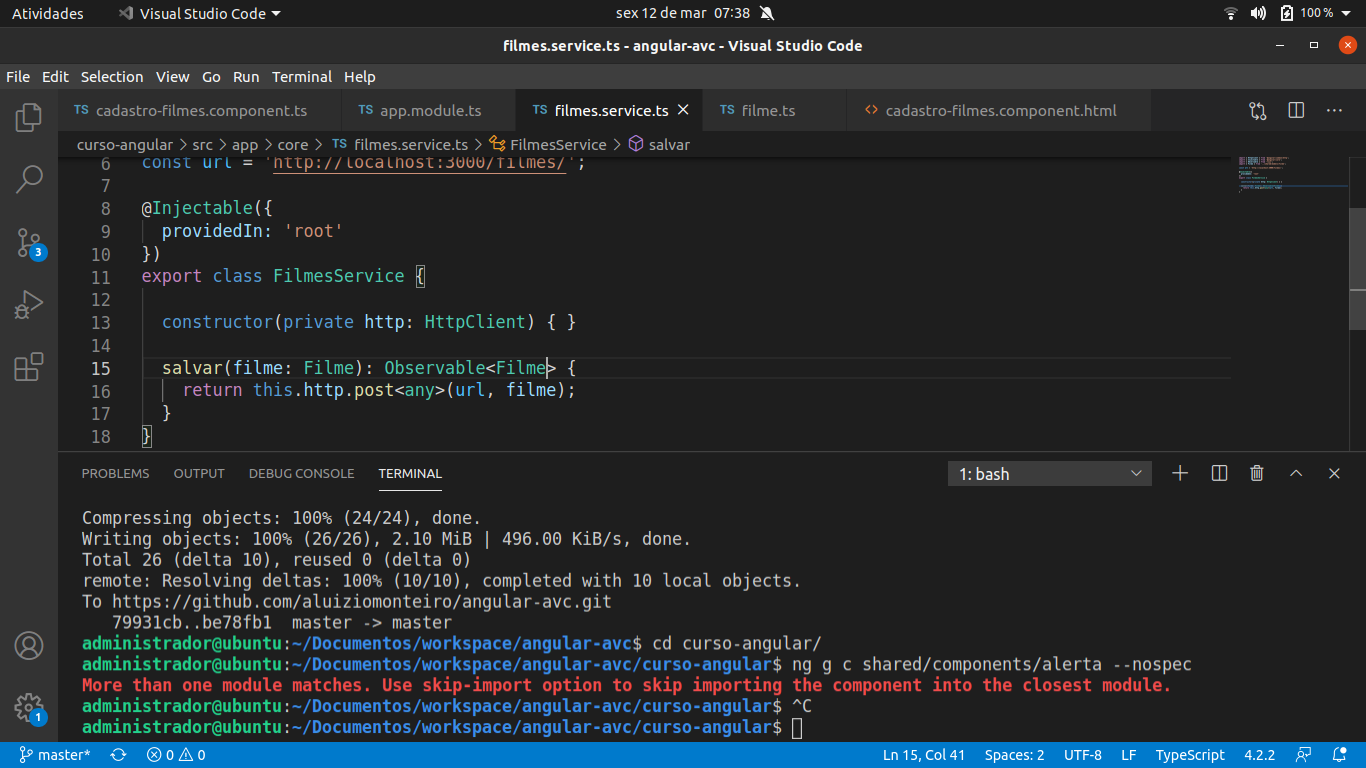 Atividades Visual Studio Code sex 12 de mar 07:38 100 %
filmes.service.ts - angular-avc - Visual Studio Code
File Edit Selection View Go Run Terminal Help
TS cadastro-filmes.component.ts TS app.module.ts TS filmes.service.ts TS filme.ts <> cadastro-filmes.component.html
curso-angular > src > app > core > TS filmes.service.ts > FilmesService > salvar
6 const url = 'http://localhost:3000/filmes/';
7
8 @Injectable({
9 providedIn: 'root'
10 })
11 export class FilmesService {
12
13 constructor(private http: HttpClient) { }
14
15 salvar(filme: Filme): Observable<Filme> {
16 return this.http.post<any>(url, filme);
17 }
18 }
3
PROBLEMS OUTPUT DEBUG CONSOLE TERMINAL 1: bash
Compressing objects: 100% (24/24), done.
Writing objects: 100% (26/26), 2.10 MiB | 496.00 KiB/s, done.
Total 26 (delta 10), reused 0 (delta 0)
remote: Resolving deltas: 100% (10/10), completed with 10 local objects.
To https://github.com/aluiziomonteiro/angular-avc.git
79931cb..be78fb1 master -> master
administrador@ubuntu:~/Documentos/workspace/angular-avc$ cd curso-angular/
administrador@ubuntu:~/Documentos/workspace/angular-avc/curso-angular$ ng g c shared/components/alerta --nospec
More than one module matches. Use skip-import option to skip importing the component into the closest module.
administrador@ubuntu:~/Documentos/workspace/angular-avc/curso-angular$ ^C
administrador@ubuntu:~/Documentos/workspace/angular-avc/curso-angular$
1
master* 0 0 Ln 15, Col 41 Spaces: 2 UTF-8 LF TypeScript 4.2.2